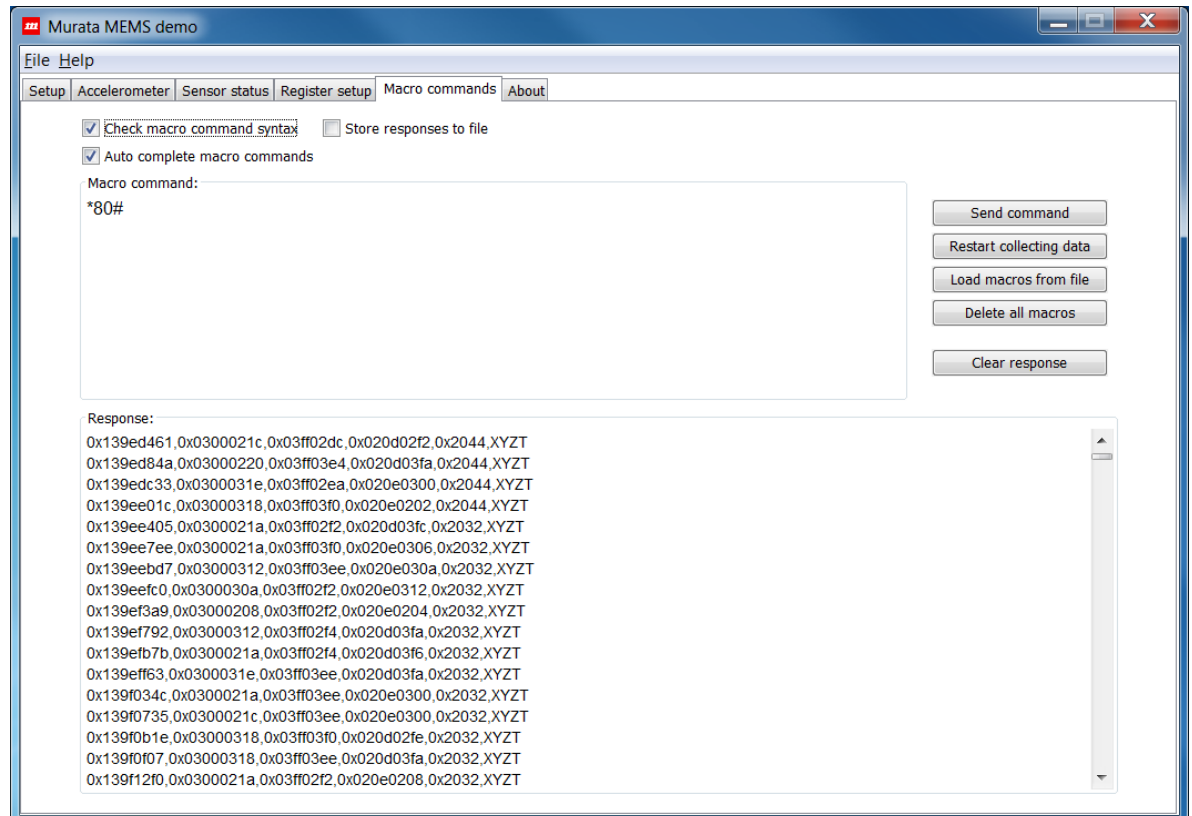 m Murata MEMS demo
File Help
Setup Accelerometer Sensor status Register setup Macro commands About
Check macro command syntax Store responses to file
Auto complete macro commands
Macro command:
*80#
Send command
Restart collecting data
Load macros from file
Delete all macros
Clear response
Response:
0x139ed461,0x0300021c,0x03ff02dc,0x020d02f2,0x2044,XYZT
0x139ed84a,0x03000220,0x03ff03e4,0x020d03fa,0x2044,XYZT
0x139edc33,0x0300031e,0x03ff02ea,0x020e0300,0x2044,XYZT
0x139ee01c,0x03000318,0x03ff03f0,0x020e0202,0x2044,XYZT
0x139ee405,0x0300021a,0x03ff02f2,0x020d03fc,0x2032,XYZT
0x139ee7ee,0x0300021a,0x03ff03f0,0x020e0306,0x2032,XYZT
0x139eebd7,0x03000312,0x03ff03ee,0x020e030a,0x2032,XYZT
0x139eefc0,0x0300030a,0x03ff02f2,0x020e0312,0x2032,XYZT
0x139ef3a9,0x03000208,0x03ff02f2,0x020e0204,0x2032,XYZT
0x139ef792,0x03000312,0x03ff02f4,0x020d03fa,0x2032,XYZT
0x139efb7b,0x0300021a,0x03ff02f4,0x020d03f6,0x2032,XYZT
0x139eff63,0x0300031e,0x03ff03ee,0x020d03fa,0x2032,XYZT
0x139f034c,0x0300021a,0x03ff03ee,0x020e0300,0x2032,XYZT
0x139f0735,0x0300021c,0x03ff03ee,0x020e0300,0x2032,XYZT
0x139f0b1e,0x03000318,0x03ff03f0,0x020d02fe,0x2032,XYZT
0x139f0f07,0x03000318,0x03ff03ee,0x020d03fa,0x2032,XYZT
0x139f12f0,0x0300021a,0x03ff02f2,0x020e0208,0x2032,XYZT